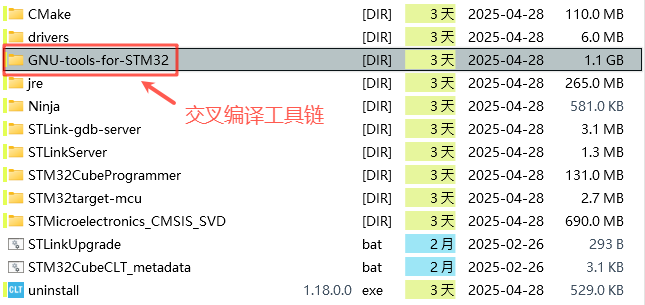 CMake [DIR] 3 天 2025-04-28 110.0 MB
drivers [DIR] 3 天 2025-04-28 6.0 MB
GNU-tools-for-STM32 [DIR] 3 天 2025-04-28 1.1 GB
jre [DIR] 3 天 2025-04-28 265.0 MB
Ninja [DIR] 3 天 2025-04-28 581.0 KB
交叉编译工具链
STLink-gdb-server [DIR] 3 天 2025-04-28 3.1 MB
STLinkServer [DIR] 3 天 2025-04-28 1.3 MB
STM32CubeProgrammer [DIR] 3 天 2025-04-28 131.0 MB
STM32target-mcu [DIR] 3 天 2025-04-28 2.7 MB
STMicroelectronics_CMSIS_SVD [DIR] 3 天 2025-04-28 690.0 MB
STLinkUpgrade bat 2 月 2025-02-26 293 B
STM32CubeCLT_metadata bat 2 月 2025-02-26 3.1 KB
CLT uninstall 1.18.0.0 exe 3 天 2025-04-28 529.0 KB